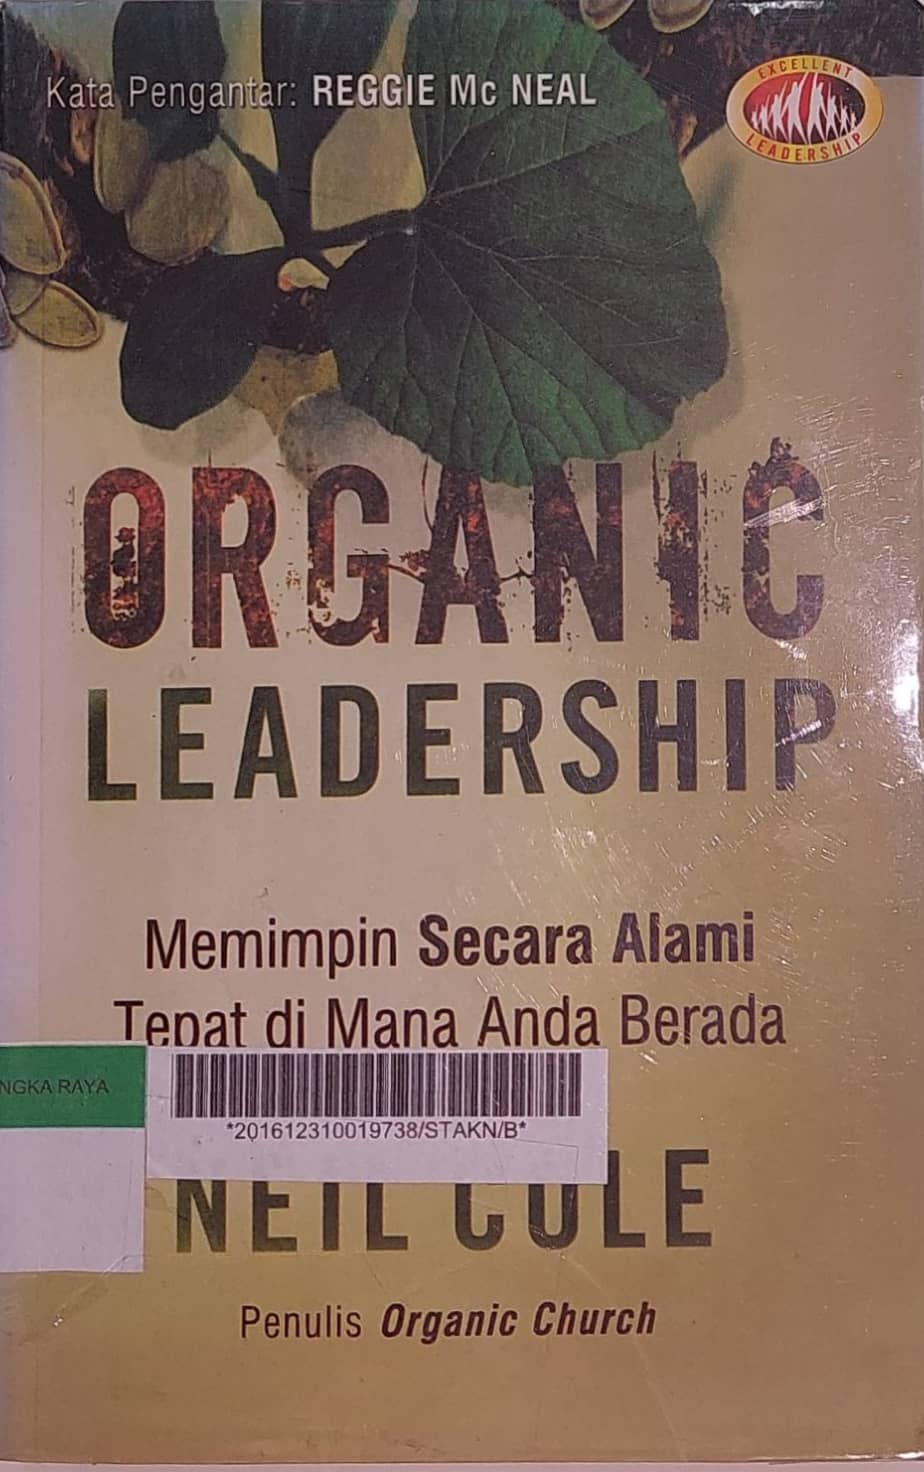 Kata Pengantar: REGGIE Mc NEAL
EXCELLENT
LEADERSHIP
ORGANIC
LEADERSHIP
Memimpin Secara Alami
Tepat di Mana Anda Berada
NGKA RAYA
*201612310019738/STAKN/B*
NEIL COLE
Penulis Organic Church